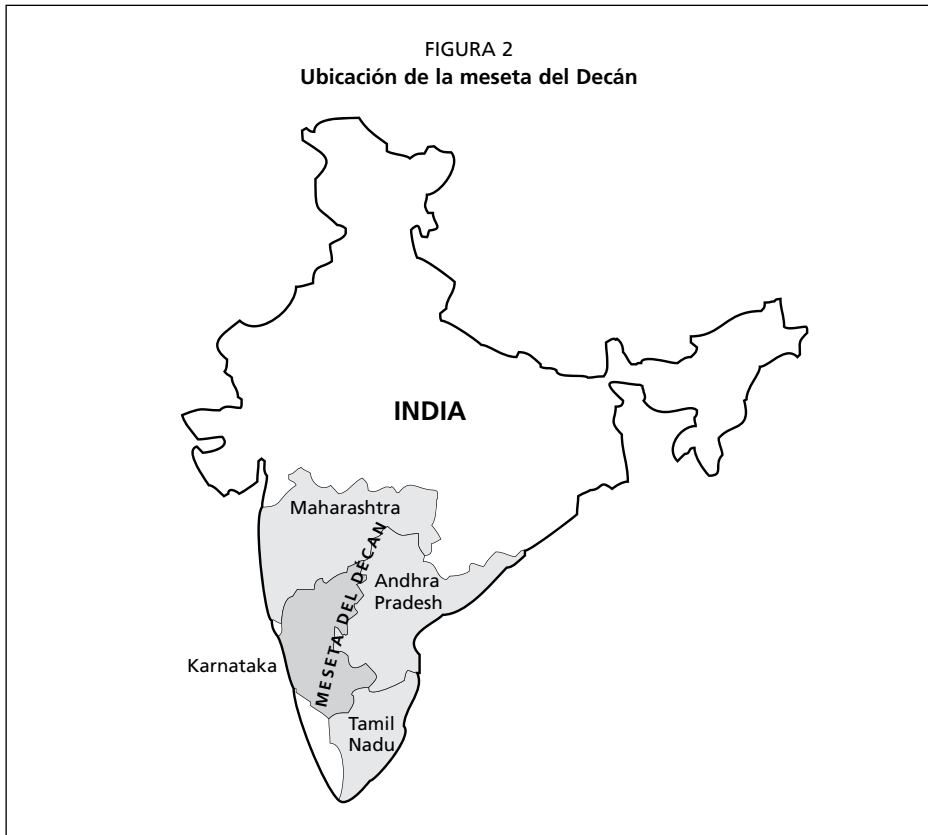 FIGURA 2
Ubicación de la meseta del Decán
INDIA
Maharashtra
MESETA DEL DECÁN
Andhra
Pradesh
Karnataka
Tamil
Nadu